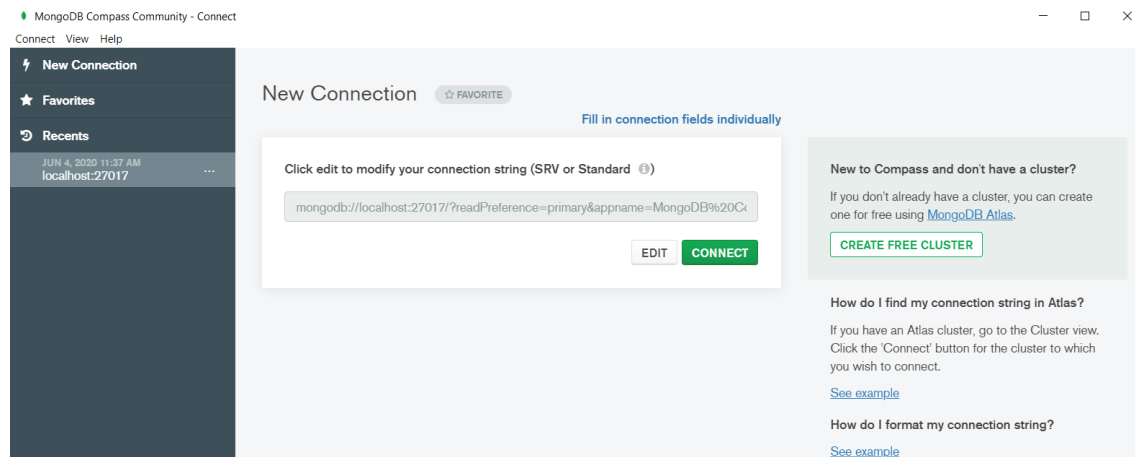 MongoDB Compass Community - Connect
Connect View Help
New Connection
Favorites
Recents
JUN 4, 2020 11:37 AM
localhost:27017
...
New Connection
FAVORITE
Fill in connection fields individually
Click edit to modify your connection string (SRV or Standard )
mongodb://localhost:27017/?readPreference=primary&appname=MongoDB%20Co
EDIT
CONNECT
New to Compass and don't have a cluster?
If you don't already have a cluster, you can create
one for free using MongoDB Atlas.
CREATE FREE CLUSTER
How do I find my connection string in Atlas?
If you have an Atlas cluster, go to the Cluster view.
Click the 'Connect' button for the cluster to which
you wish to connect.
See example
How do I format my connection string?
See example